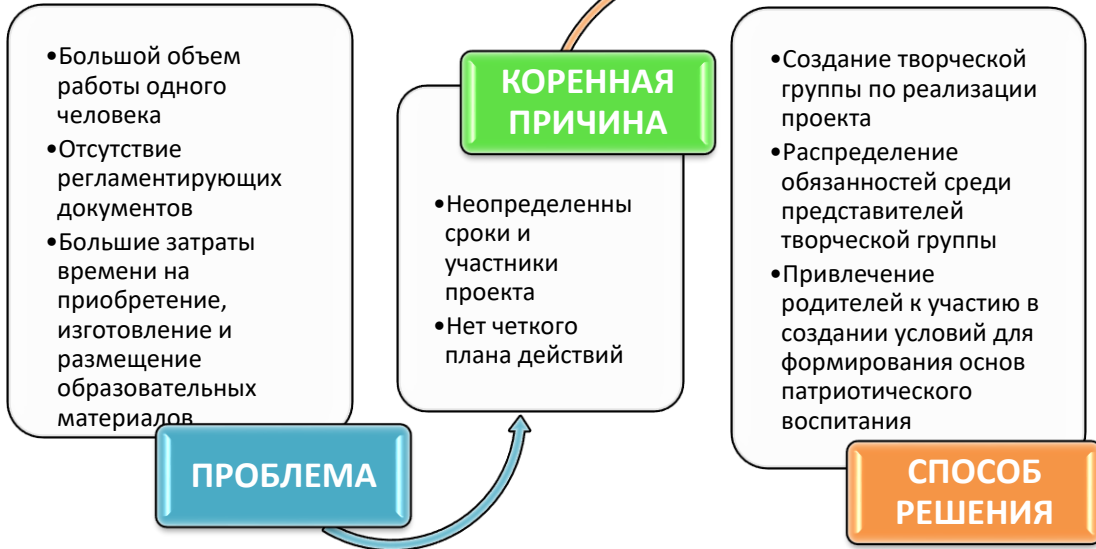 •Большой объем
работы одного
человека
•Отсутствие
регламентирующих
документов
•Большие затраты
времени на
приобретение,
изготовление и
размещение
образовательных
материалов
ПРОБЛЕМА
КОРЕННАЯ
ПРИЧИНА
•Неопределенны
сроки и
участники
проекта
•Нет четкого
плана действий
•Создание творческой
группы по реализации
проекта
•Распределение
обязанностей среди
представителей
творческой группы
•Привлечение
родителей к участию в
создании условий для
формирования основ
патриотического
воспитания
СПОСОБ
РЕШЕНИЯ